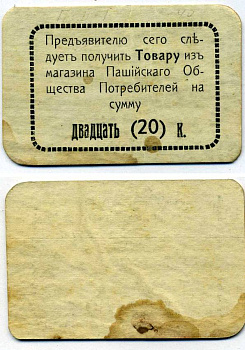 Предъявителю сего слѣ-
дуетъ получить Товару изъ
магазина Пашійскаго Об-
щества Потребителей на
сумму
двадцать (20) к.